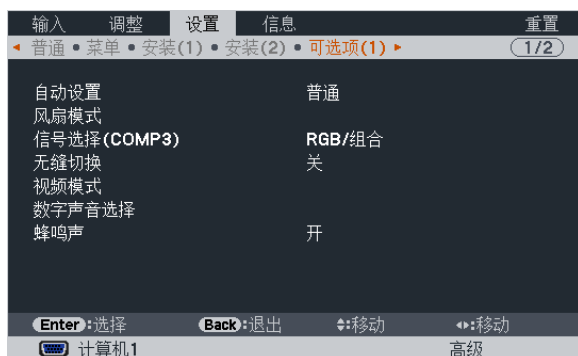 输入 调整 设置 信息 重置
◂ 普通 • 菜单 • 安装(1) • 安装(2) • 可选项(1) ▸ 1/2
自动设置 普通
风扇模式
信号选择(COMP3) RGB/组合
无缝切换 关
视频模式
数字声音选择
蜂鸣声 开
Enter:选择 Back:退出 ♦:移动 ◂▸:移动
计算机1 高级